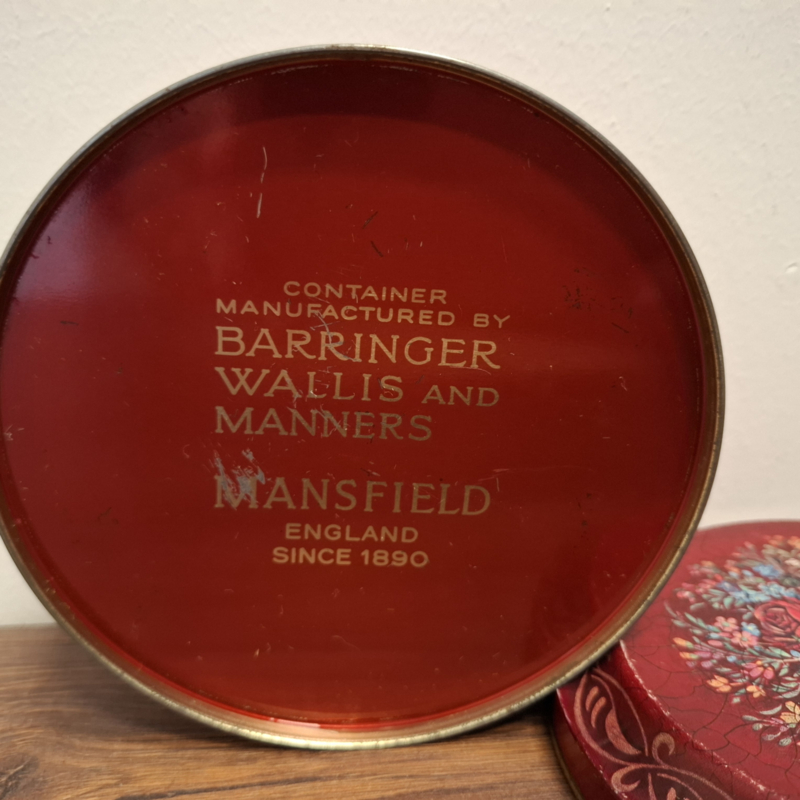 CONTAINER
MANUFACTURED BY
BARRINGER
WALLIS AND
MANNERS
MANSFIELD
ENGLAND
SINCE 1890